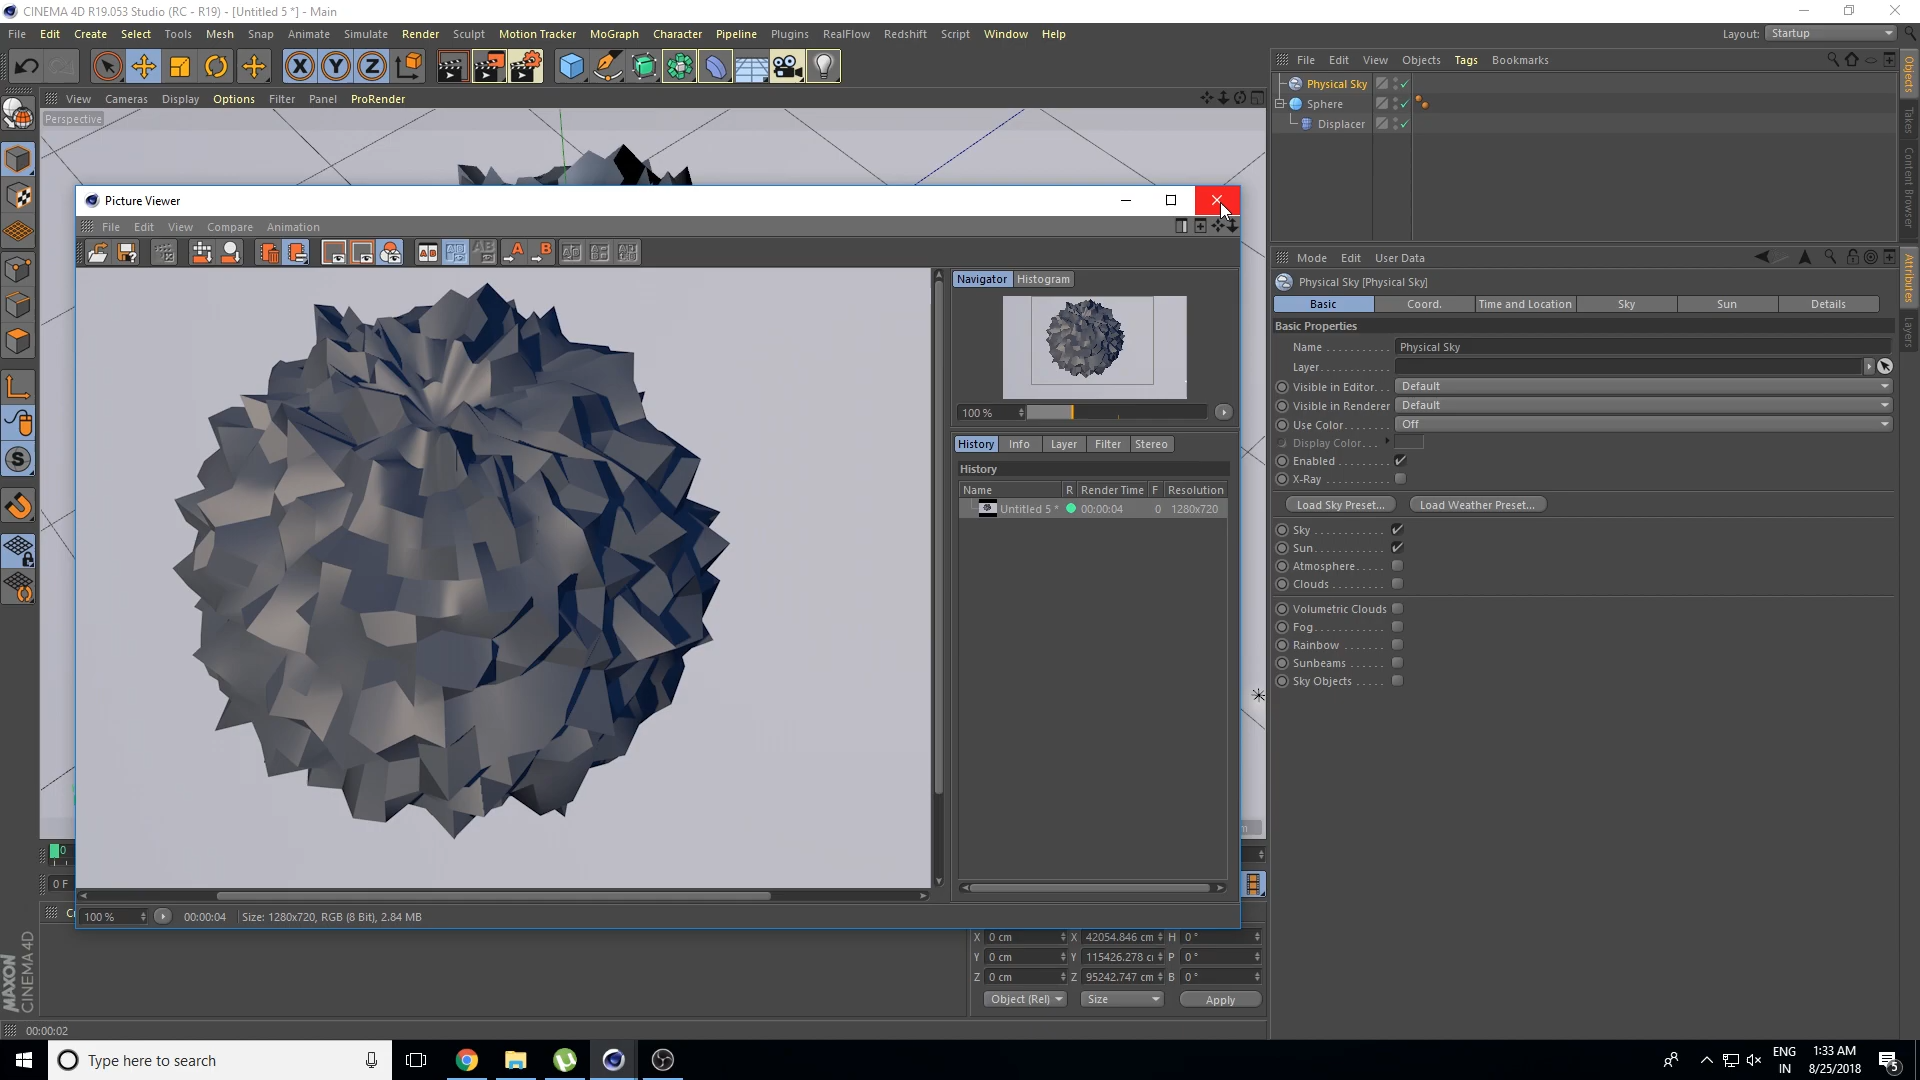 CINEMA 4D R19.053 Studio (RC - R19) - [Untitled 5 *] - Main
File Edit Create Select Tools Mesh Snap Animate Simulate Render Sculpt Motion Tracker MoGraph Character Pipeline Plugins RealFlow Redshift Script Window Help
Layout: Startup
View Cameras Display Options Filter Panel ProRender
Perspective
File Edit View Objects Tags Bookmarks
Physical Sky
Sphere
Displacer
Objects
Takes
Content Browser
Attributes
Layers
Picture Viewer
File Edit View Compare Animation
Navigator Histogram
100 %
History Info Layer Filter Stereo
History
Name R Render Time F Resolution
Untitled 5 * 00:00:04 0 1280x720
100 % 00:00:04 Size: 1280x720, RGB (8 Bit), 2.84 MB
Mode Edit User Data
Physical Sky [Physical Sky]
Basic Coord. Time and Location Sky Sun Details
Basic Properties
Name . . . . . . . . . . . Physical Sky
Layer . . . . . . . . . . .
Visible in Editor. . . Default
Visible in Renderer Default
Use Color. . . . . . . . Off
Display Color. . .
Enabled . . . . . . . . .
X-Ray . . . . . . . . . . .
Load Sky Preset... Load Weather Preset...
Sky . . . . . . . . . . . .
Sun. . . . . . . . . . . .
Atmosphere. . . . .
Clouds . . . . . . . . .
Volumetric Clouds
Fog. . . . . . . . . . . .
Rainbow . . . . . . .
Sunbeams . . . . . .
Sky Objects . . . . .
0
0 F
X 0 cm X 42054.846 cm H 0 °
Y 0 cm Y 115426.278 P 0 °
Z 0 cm Z 95242.747 cm B 0 °
Object (Rel) Size Apply
MAXON
CINEMA 4D
00:00:02
Type here to search
ENG
IN
1:33 AM
8/25/2018
5